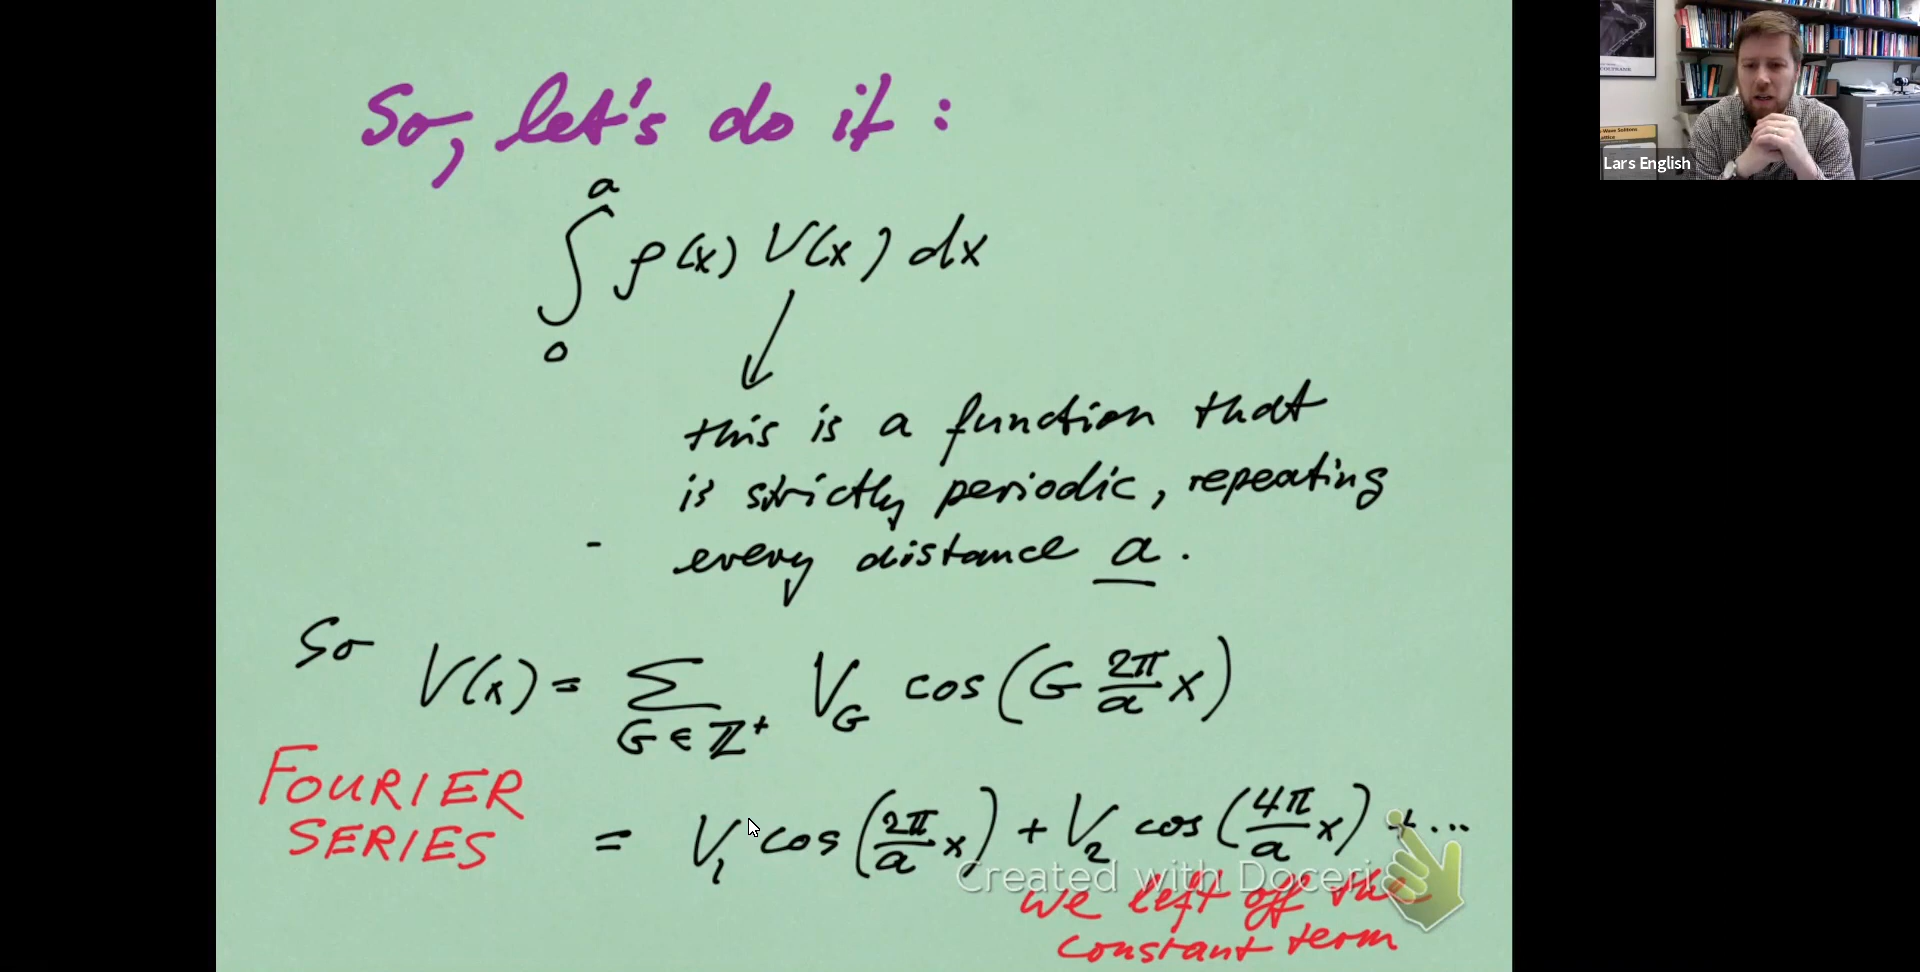 So, let's do it:
∫₀ᵃ ρ(x) V(x) dx
this is a function that
is strictly periodic, repeating
every distance a.
So V(x) = ∑_{G ∈ ℤ⁺} V_G cos(G 2π/a x)
FOURIER
SERIES
= V₁ cos(2π/a x) + V₂ cos(4π/a x) + ...
Created with Doceri
we left off the
constant term
Lars English